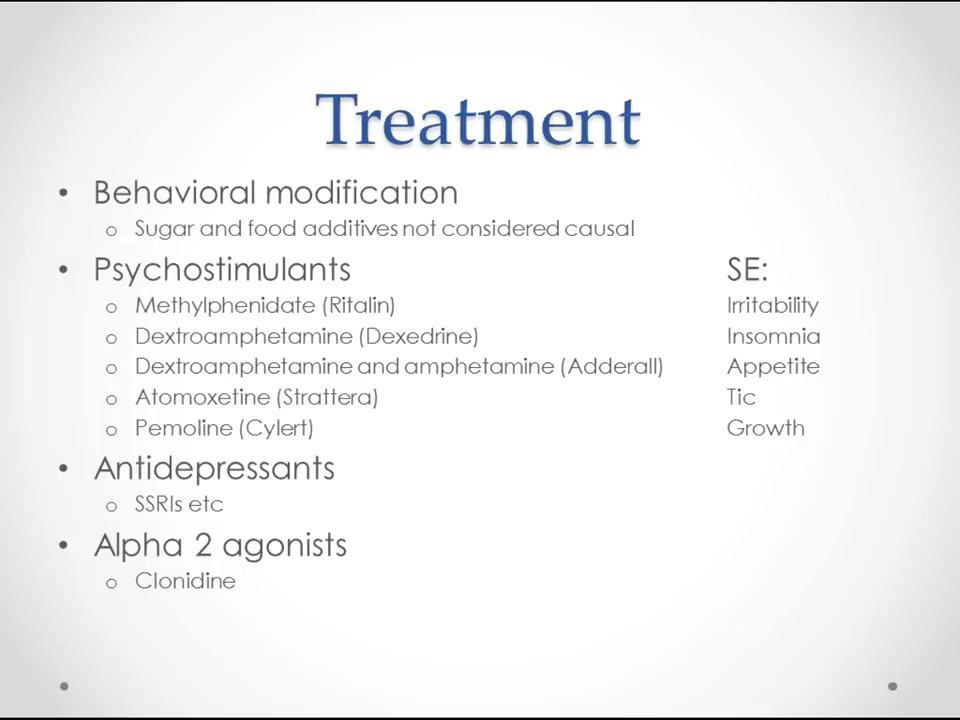 Treatment
• Behavioral modification
o Sugar and food additives not considered causal
• Psychostimulants SE:
o Methylphenidate (Ritalin) Irritability
o Dextroamphetamine (Dexedrine) Insomnia
o Dextroamphetamine and amphetamine (Adderall) Appetite
o Atomoxetine (Strattera) Tic
o Pemoline (Cylert) Growth
• Antidepressants
o SSRIs etc
• Alpha 2 agonists
o Clonidine